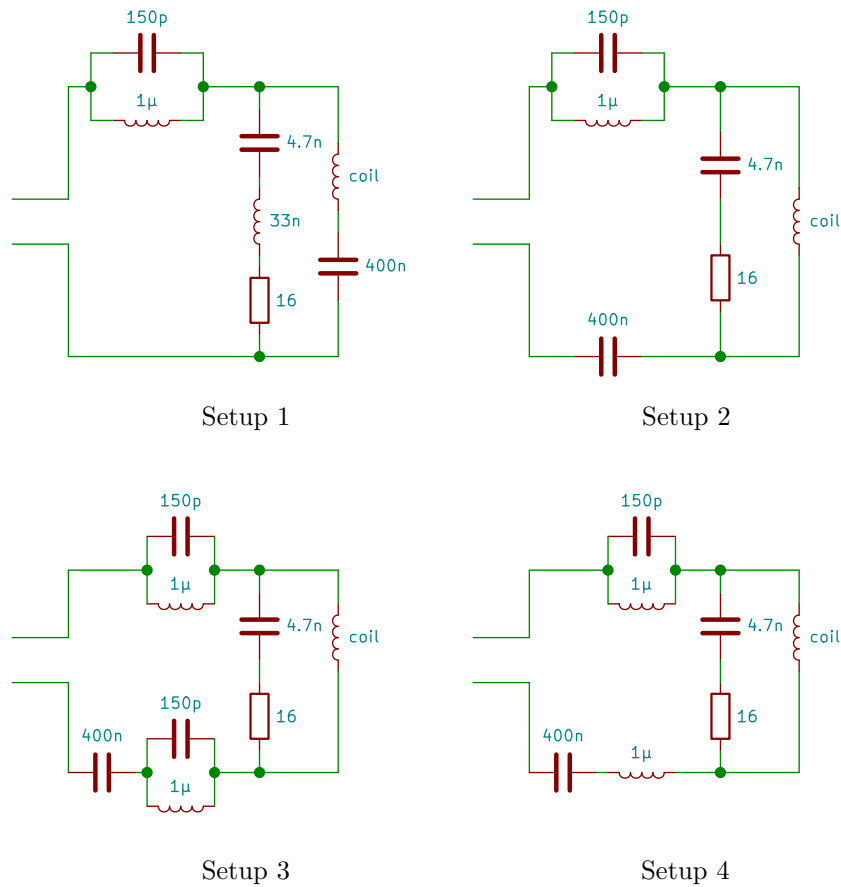 150p
1µ
4.7n
33n
16
coil
400n
Setup 1
150p
1µ
4.7n
16
coil
400n
Setup 2
150p
1µ
4.7n
coil
16
150p
400n
1µ
Setup 3
150p
1µ
4.7n
coil
16
400n
1µ
Setup 4